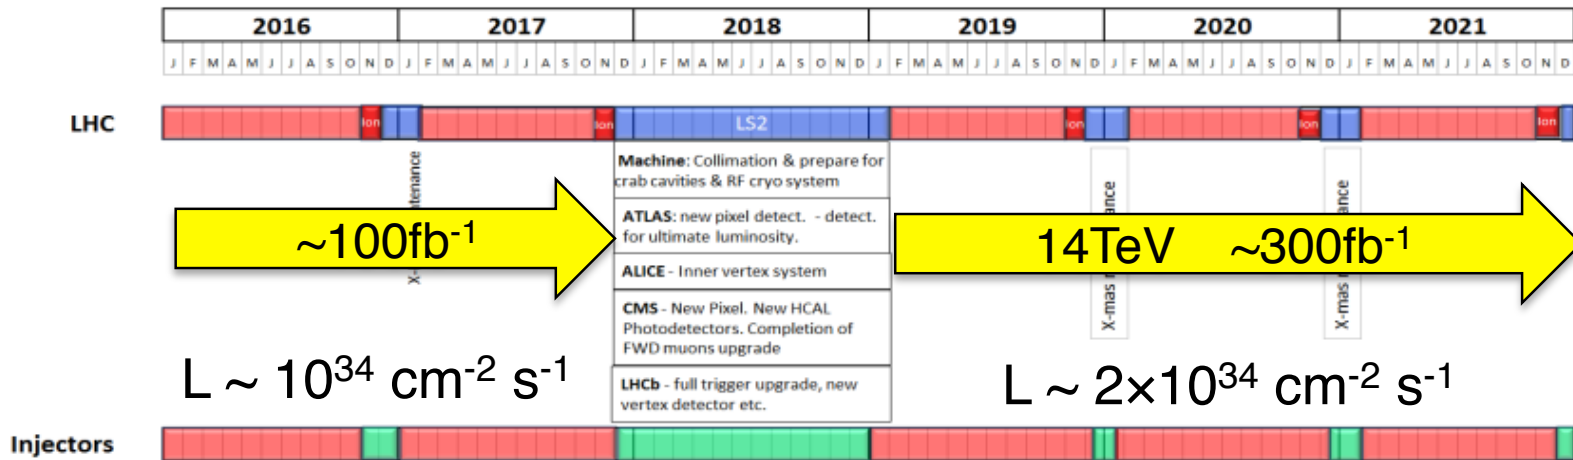 2016 2017 2018 2019 2020 2021
J F M A M J J A S O N D J F M A M J J A S O N D J F M A M J J A S O N D J F M A M J J A S O N D J F M A M J J A S O N D J F M A M J J A S O N D
LHC Ion Ion LS2 Ion Ion Ion
Machine: Collimation & prepare for
crab cavities & RF cryo system
ATLAS: new pixel detect. - detect.
for ultimate luminosity.
ALICE - Inner vertex system
CMS - New Pixel. New HCAL
Photodetectors. Completion of
FWD muons upgrade
LHCb - full trigger upgrade, new
vertex detector etc.
~100fb⁻¹
14TeV ~300fb⁻¹
X-mas
X-mas
L ~ 10³⁴ cm⁻² s⁻¹
L ~ 2×10³⁴ cm⁻² s⁻¹
Injectors